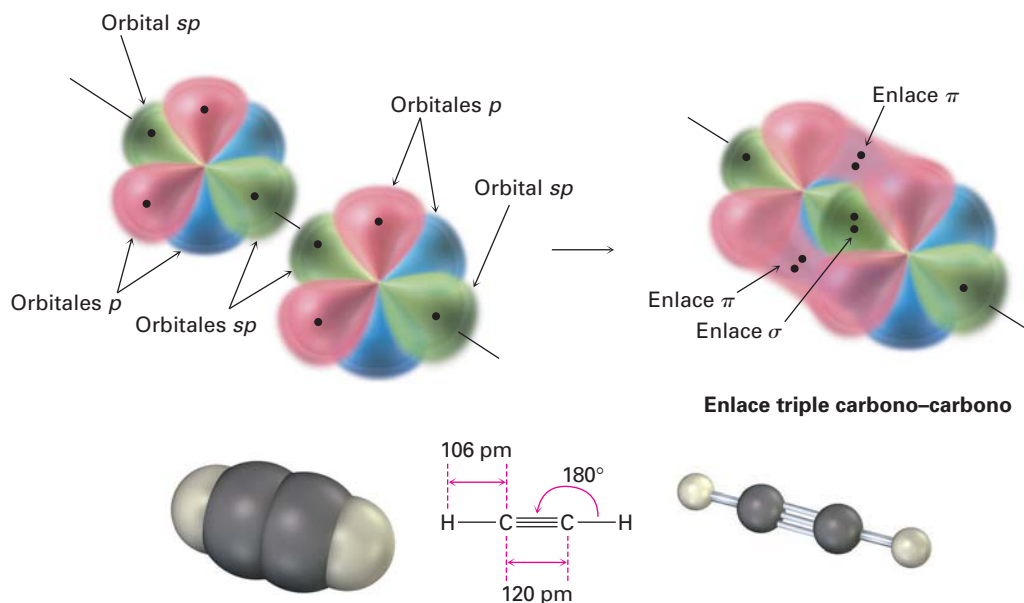 Orbital sp
Orbitales p
Orbital sp
Orbitales p
Orbitales sp
Enlace π
Enlace π
Enlace σ
Enlace triple carbono–carbono
106 pm
180°
H—C≡C—H
120 pm